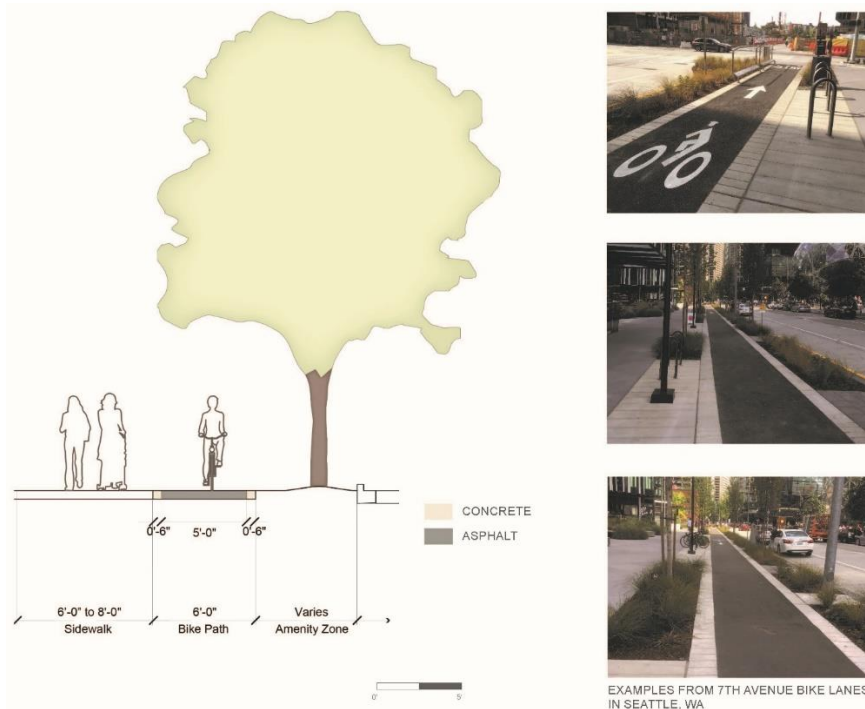 CONCRETE
ASPHALT
0'-6" 5'-0" 0'-6"
6'-0" to 8'-0" 6'-0" Varies
Sidewalk Bike Path Amenity Zone
0' 5'
EXAMPLES FROM 7TH AVENUE BIKE LANES
IN SEATTLE, WA